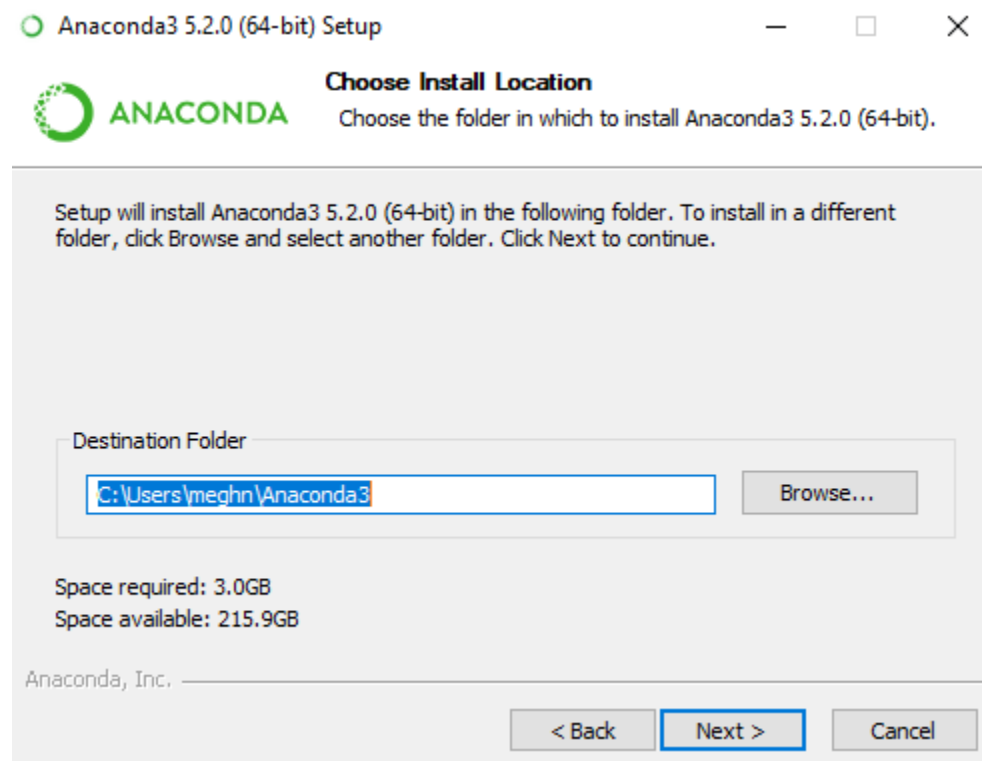 Anaconda3 5.2.0 (64-bit) Setup
ANACONDA
Choose Install Location
Choose the folder in which to install Anaconda3 5.2.0 (64-bit).
Setup will install Anaconda3 5.2.0 (64-bit) in the following folder. To install in a different
folder, click Browse and select another folder. Click Next to continue.
Destination Folder
C:\Users\meghn\Anaconda3
Browse...
Space required: 3.0GB
Space available: 215.9GB
Anaconda, Inc.
< Back
Next >
Cancel